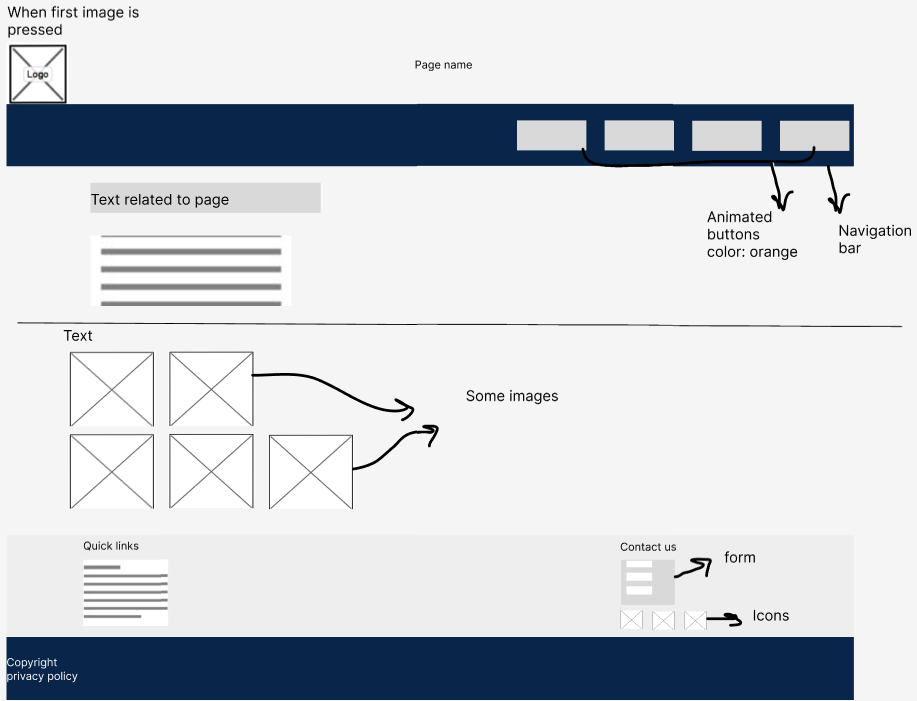 When first image is
pressed
Logo
Page name
Text related to page
Animated
buttons
color: orange
Navigation
bar
Text
Some images
Quick links
Contact us
form
Icons
Copyright
privacy policy